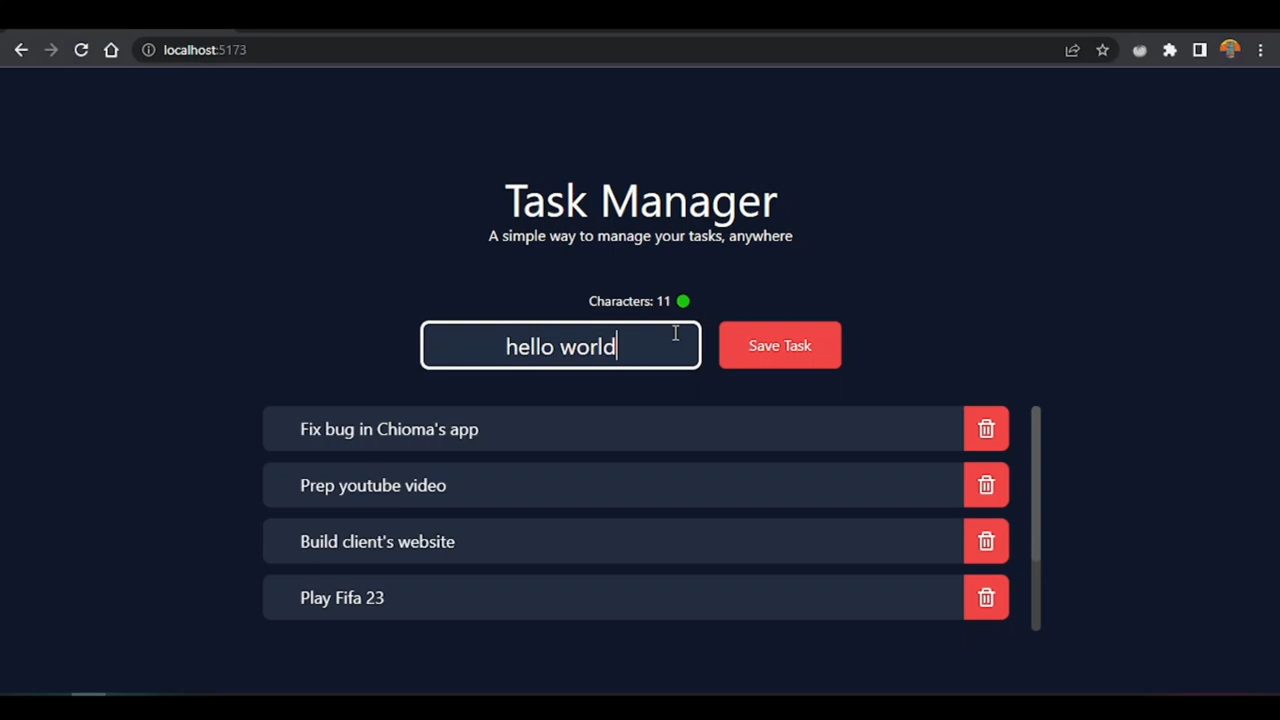 localhost:5173
Task Manager
A simple way to manage your tasks, anywhere
Characters: 11
hello world
Save Task
Fix bug in Chioma's app
Prep youtube video
Build client's website
Play Fifa 23